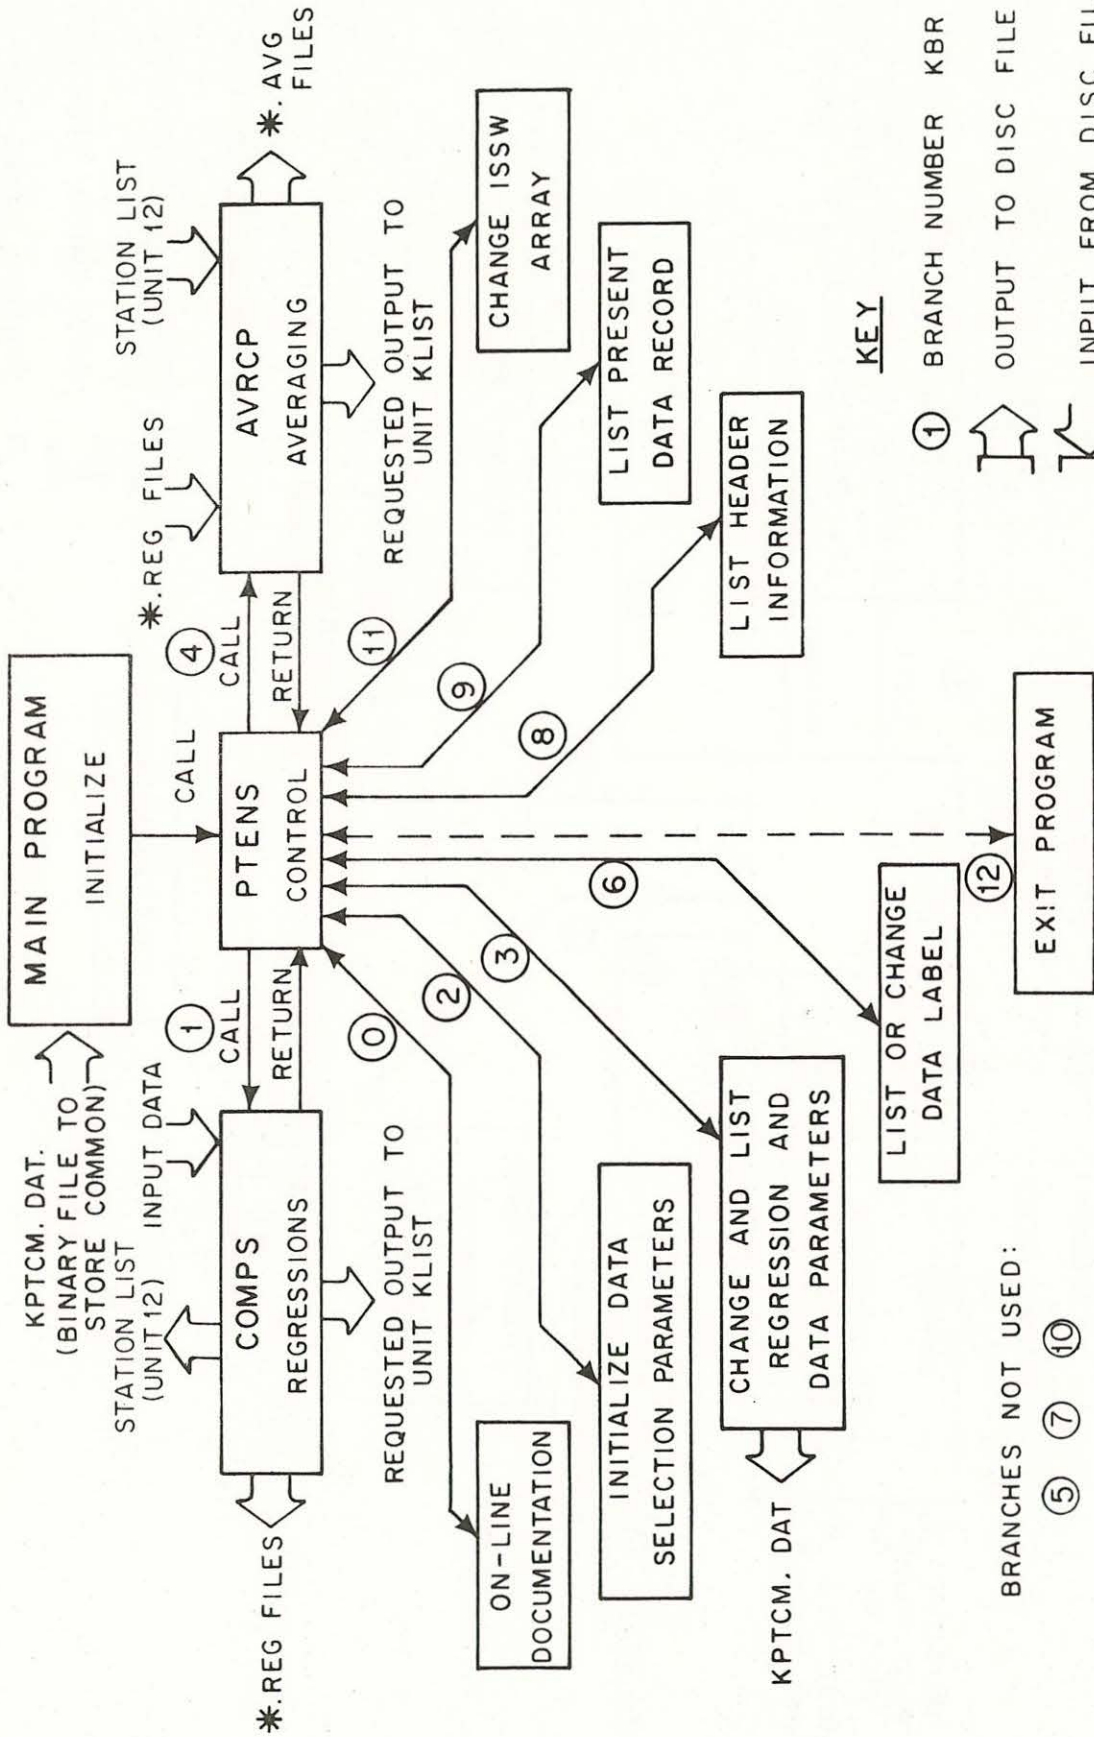 KPTCM. DAT.
(BINARY FILE TO
STORE COMMON)
MAIN PROGRAM
INITIALIZE
CALL
STATION LIST
(UNIT 12)
INPUT DATA
*.REG FILES
COMPS
REGRESSIONS
1
CALL
RETURN
PTENS
CONTROL
4
CALL
RETURN
*.REG FILES
STATION LIST
(UNIT 12)
AVRCP
AVERAGING
*. AVG
FILES
REQUESTED OUTPUT TO
UNIT KLIST
REQUESTED OUTPUT TO
UNIT KLIST
0
2
3
6
12
8
9
11
ON-LINE
DOCUMENTATION
INITIALIZE DATA
SELECTION PARAMETERS
CHANGE AND LIST
REGRESSION AND
DATA PARAMETERS
KPTCM. DAT
LIST OR CHANGE
DATA LABEL
EXIT PROGRAM
LIST HEADER
INFORMATION
LIST PRESENT
DATA RECORD
CHANGE ISSW
ARRAY
BRANCHES NOT USED:
5 7 10
KEY
1 BRANCH NUMBER KBR
OUTPUT TO DISC FILE
INPUT FROM DISC